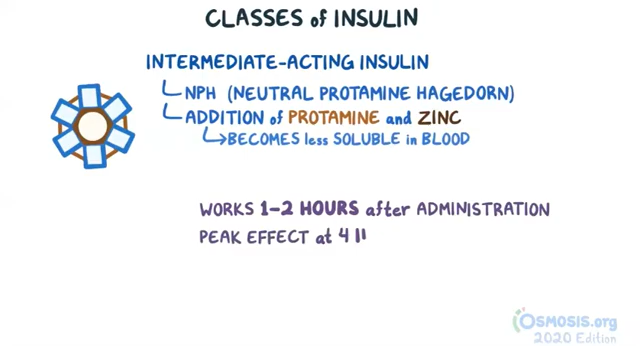 CLASSES of INSULIN
INTERMEDIATE-ACTING INSULIN
NPH (NEUTRAL PROTAMINE HAGEDORN)
ADDITION of PROTAMINE and ZINC
BECOMES less SOLUBLE in BLOOD
WORKS 1-2 HOURS after ADMINISTRATION
PEAK EFFECT at 4
OSMOSIS.org
2020 Edition